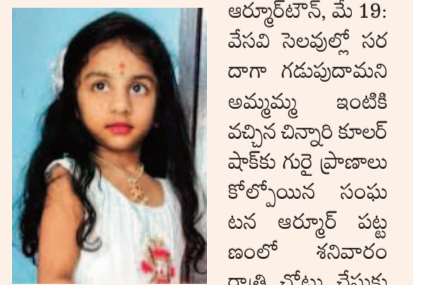 ఆర్మూర్‌టౌన్, మే 19:
వేసవి సెలవుల్లో సర
దాగా గడుపుదామని
అమ్మమ్మ ఇంటికి
వచ్చిన చిన్నారి కూలర్
షాక్‌కు గురై ప్రాణాలు
కోల్పోయిన సంఘ
టన ఆర్మూర్ పట్ట
ణంలో శనివారం
రాత్రి చోటు చేసుకు